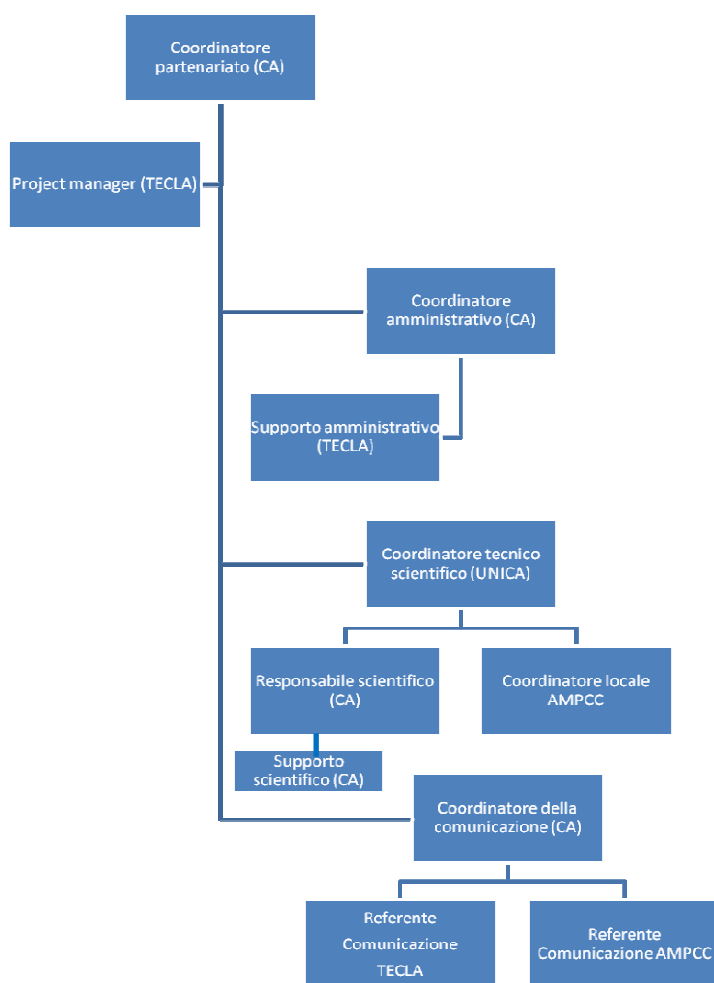 Coordinatore
partenariato (CA)
Project manager (TECLA)
Coordinatore
amministrativo (CA)
Supporto amministrativo
(TECLA)
Coordinatore tecnico
scientifico (UNICA)
Responsabile scientifico
(CA)
Coordinatore locale
AMPCC
Supporto
scientifico (CA)
Coordinatore della
comunicazione (CA)
Referente
Comunicazione
TECLA
Referente
Comunicazione AMPCC